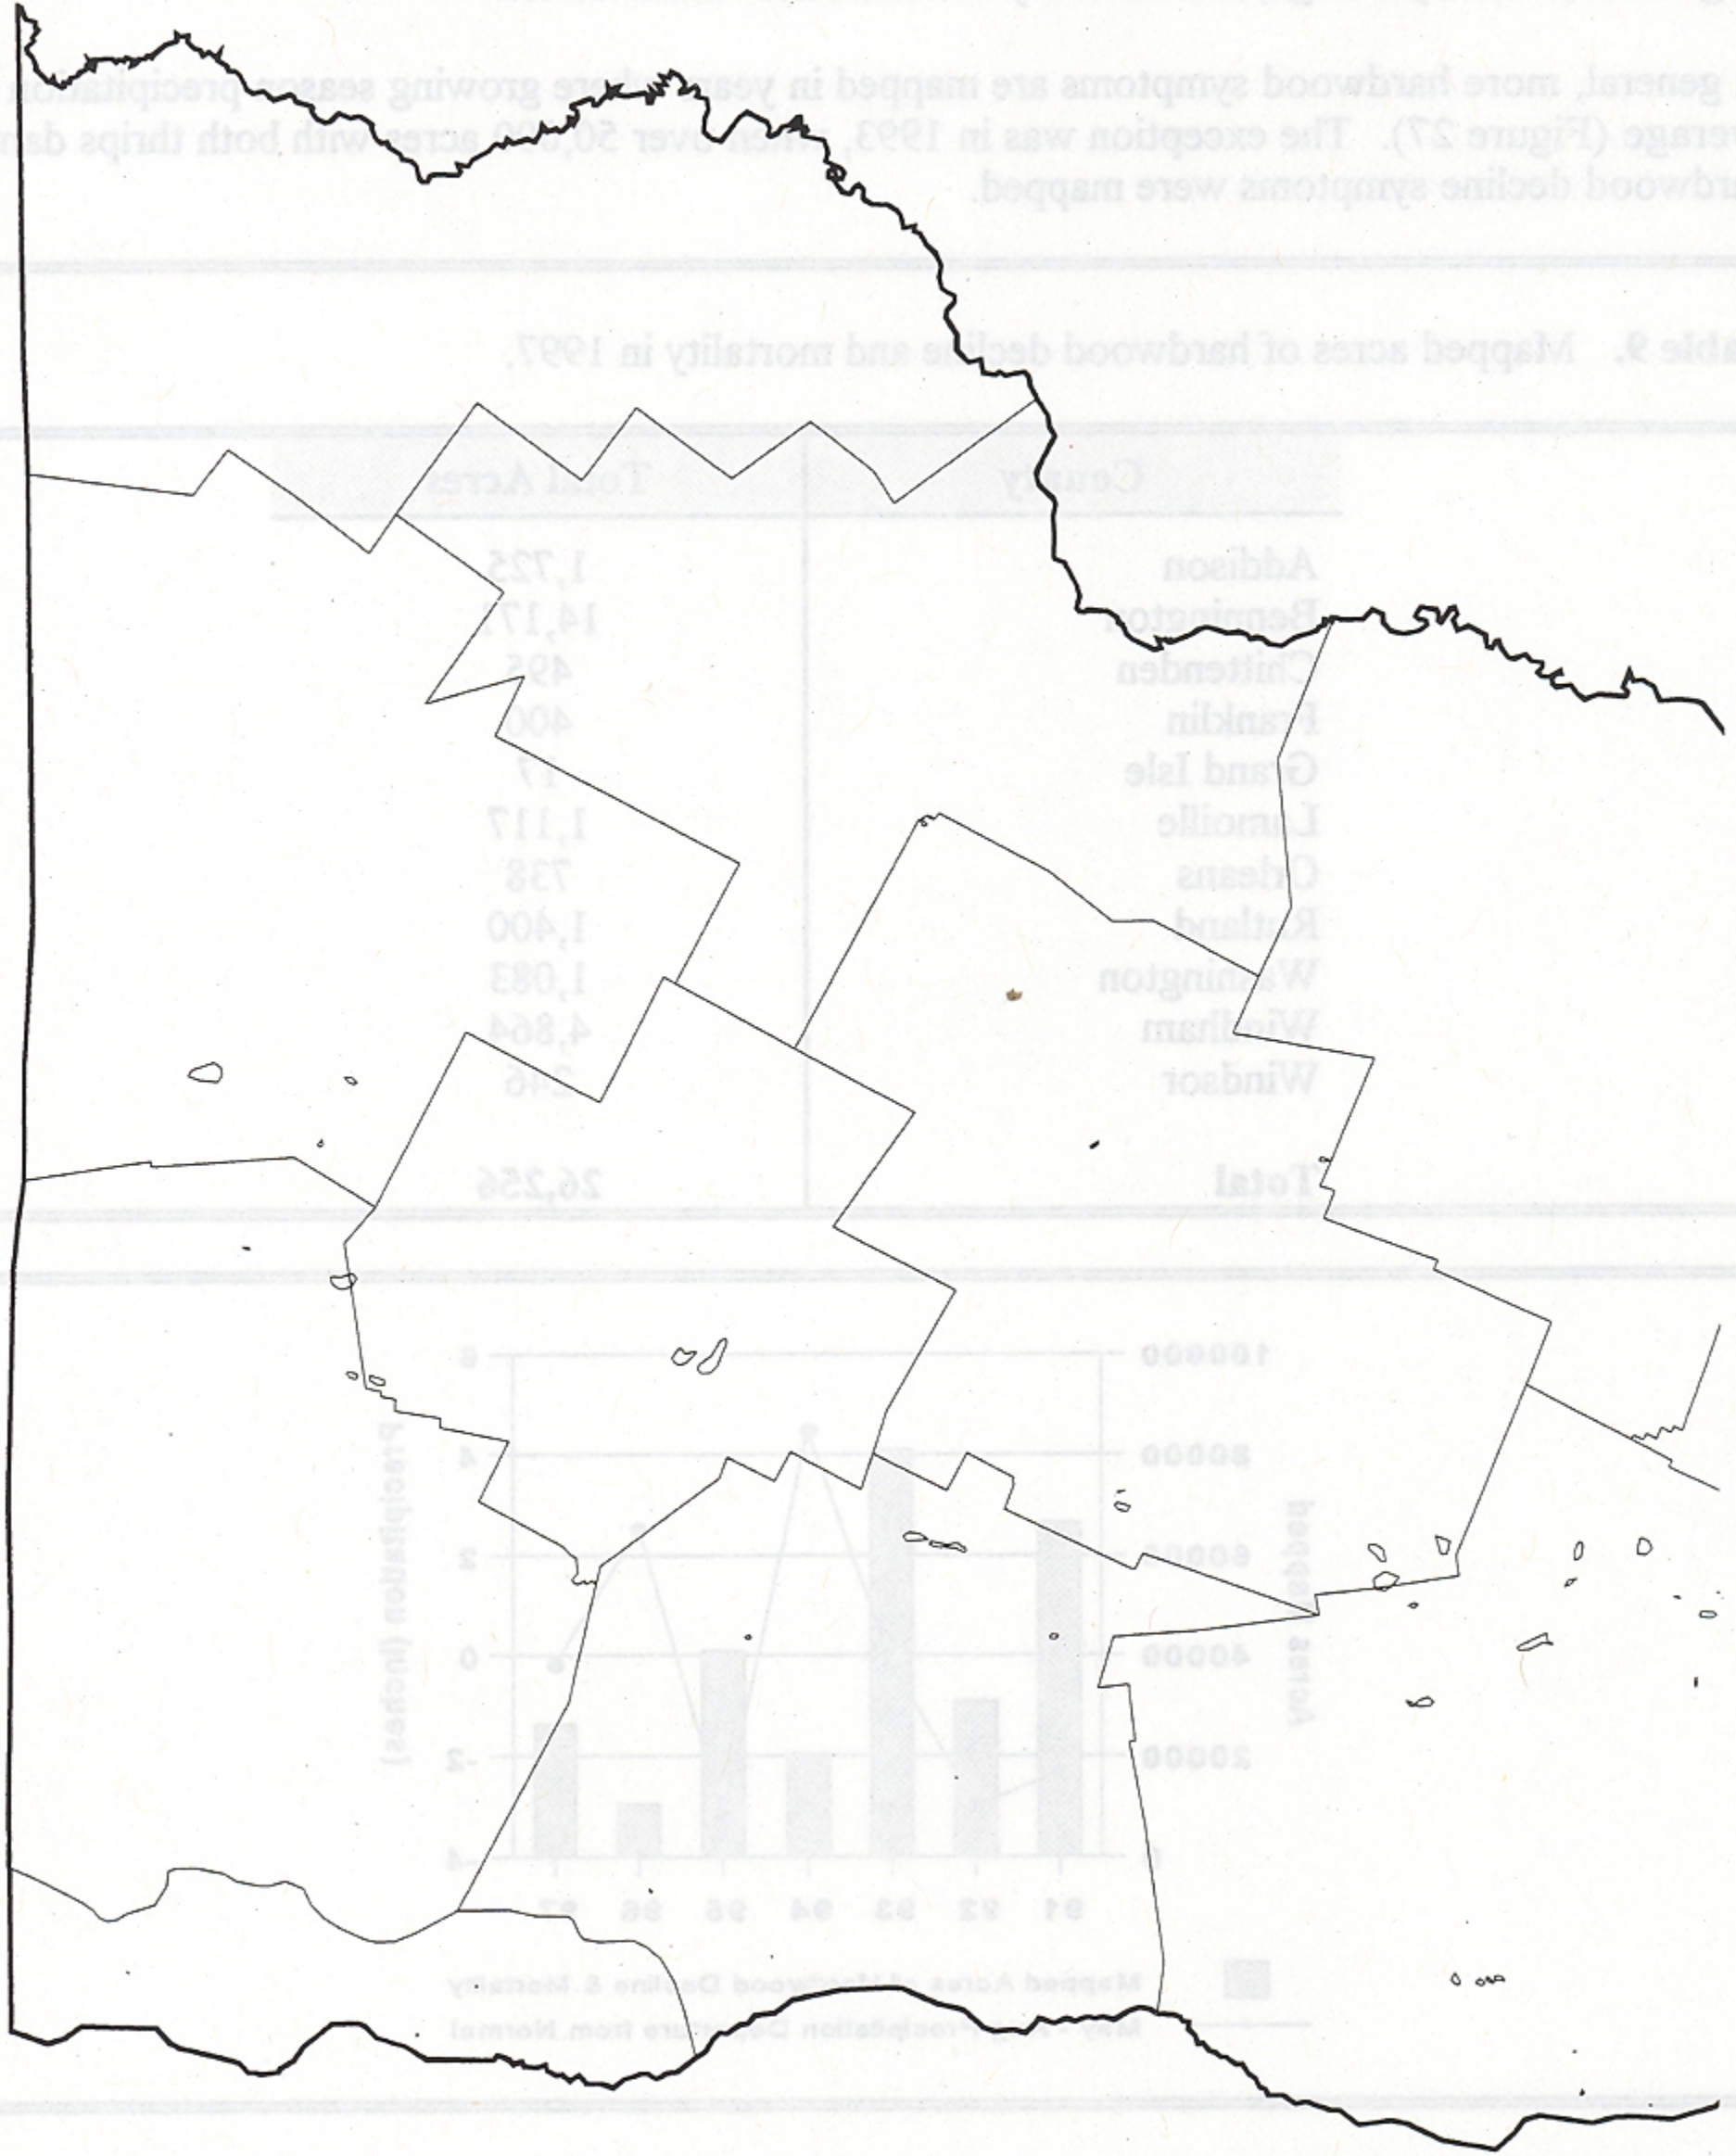 general, more hardwood symptoms are mapped in years where growing season precipitation
verage (Figure 27). The exception was in 1993, when over 50,000 acres with both thrips dam
rdwood decline symptoms were mapped.
able 9. Mapped acres of hardwood decline and mortality in 1997.
County Total Acres
Addison 1,725
Bennington 14,171
Chittenden 495
Franklin 400
Grand Isle 17
Lamoille 1,117
Orleans 738
Rutland 1,400
Washington 1,083
Windham 4,864
Windsor 246
Total 26,256
100000 6
80000 4
60000 2
40000 0
20000 -2
0 -4
Acres Mapped
Precipitation (Inches)
91 92 93 94 95 96 97
Mapped Acres of Hardwood Decline & Mortality
May - Aug Precipitation Departure from Normal